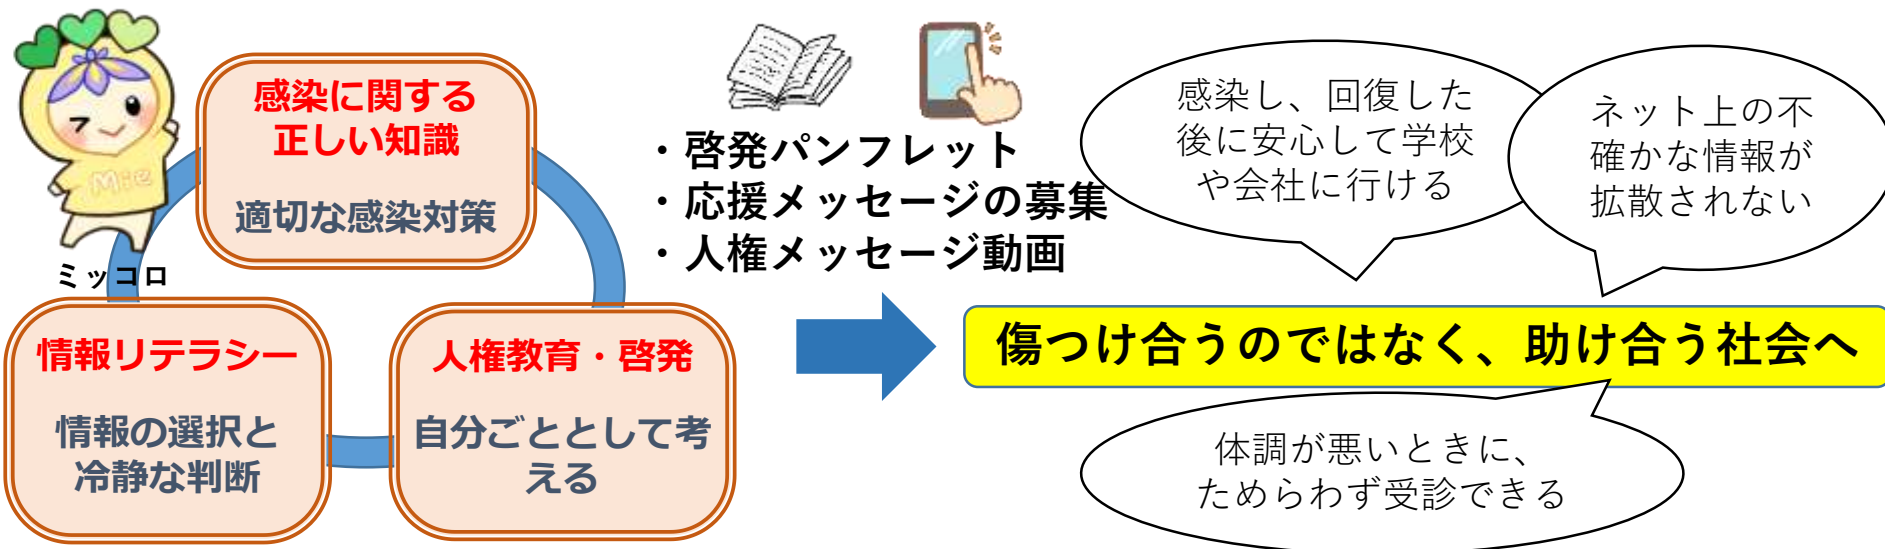 感染に関する
正しい知識
適切な感染対策
Mie
ミッコロ
情報リテラシー
情報の選択と
冷静な判断
人権教育・啓発
自分ごととして考
える
・啓発パンフレット
・応援メッセージの募集
・人権メッセージ動画
感染し、回復した
後に安心して学校
や会社に行ける
ネット上の不
確かな情報が
拡散されない
傷つけ合うのではなく、助け合う社会へ
体調が悪いときに、
ためらわず受診できる